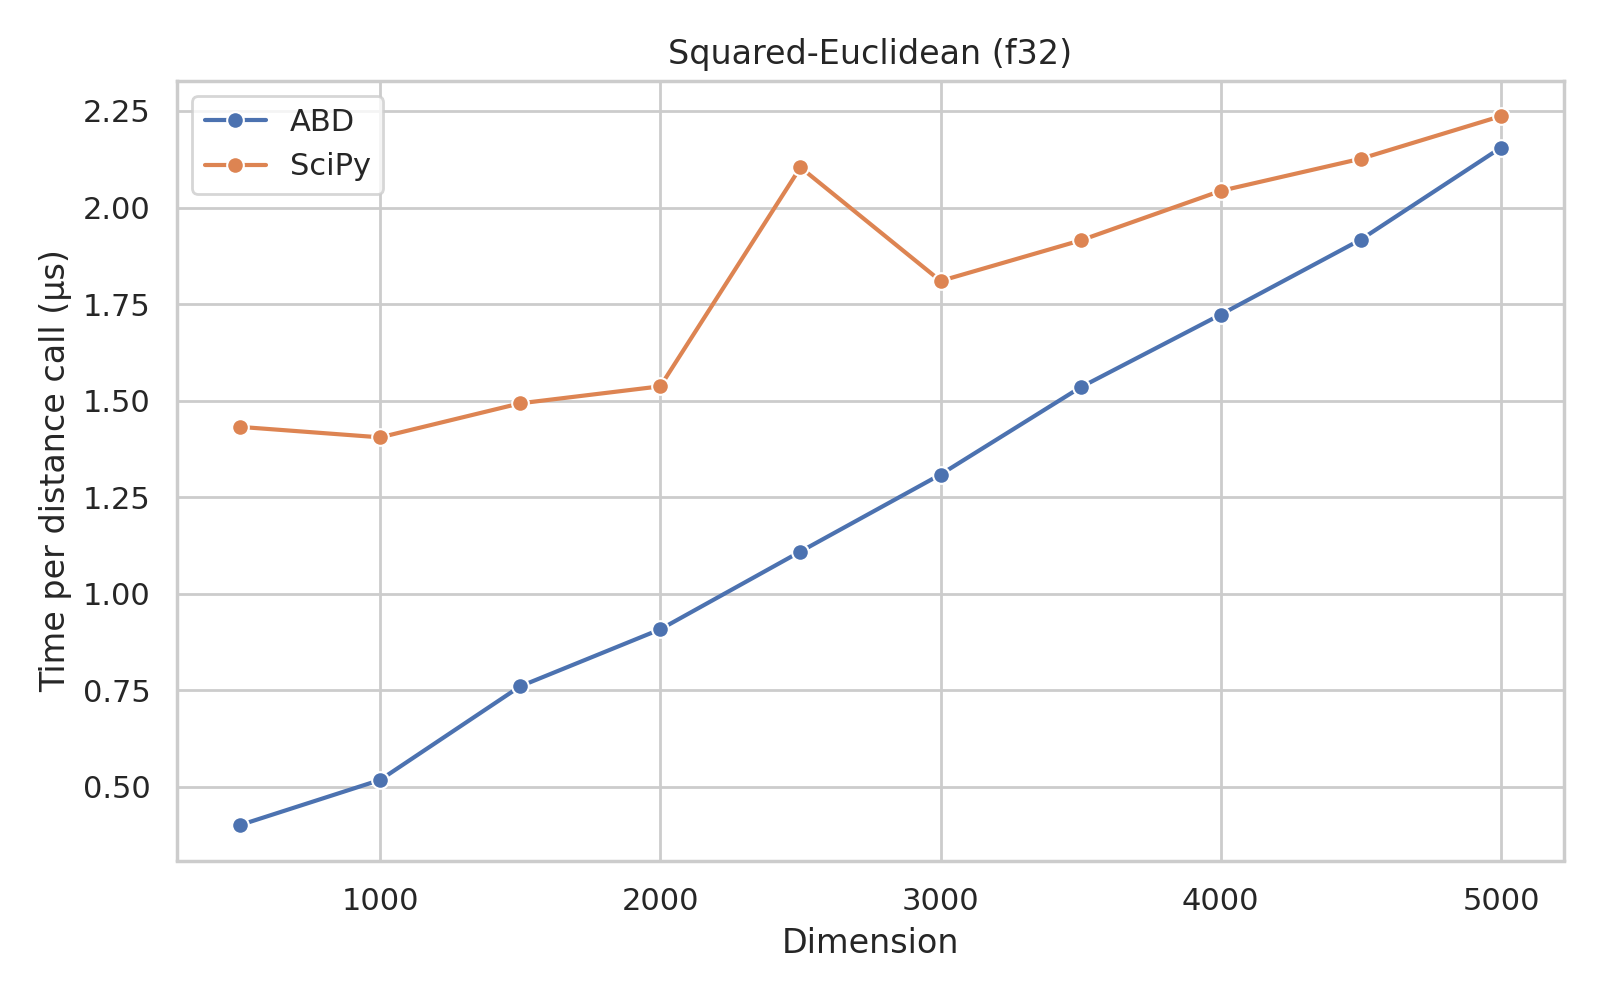 Squared-Euclidean (f32)
ABD
SciPy
Time per distance call (µs)
2.25
2.00
1.75
1.50
1.25
1.00
0.75
0.50
1000
2000
3000
4000
5000
Dimension